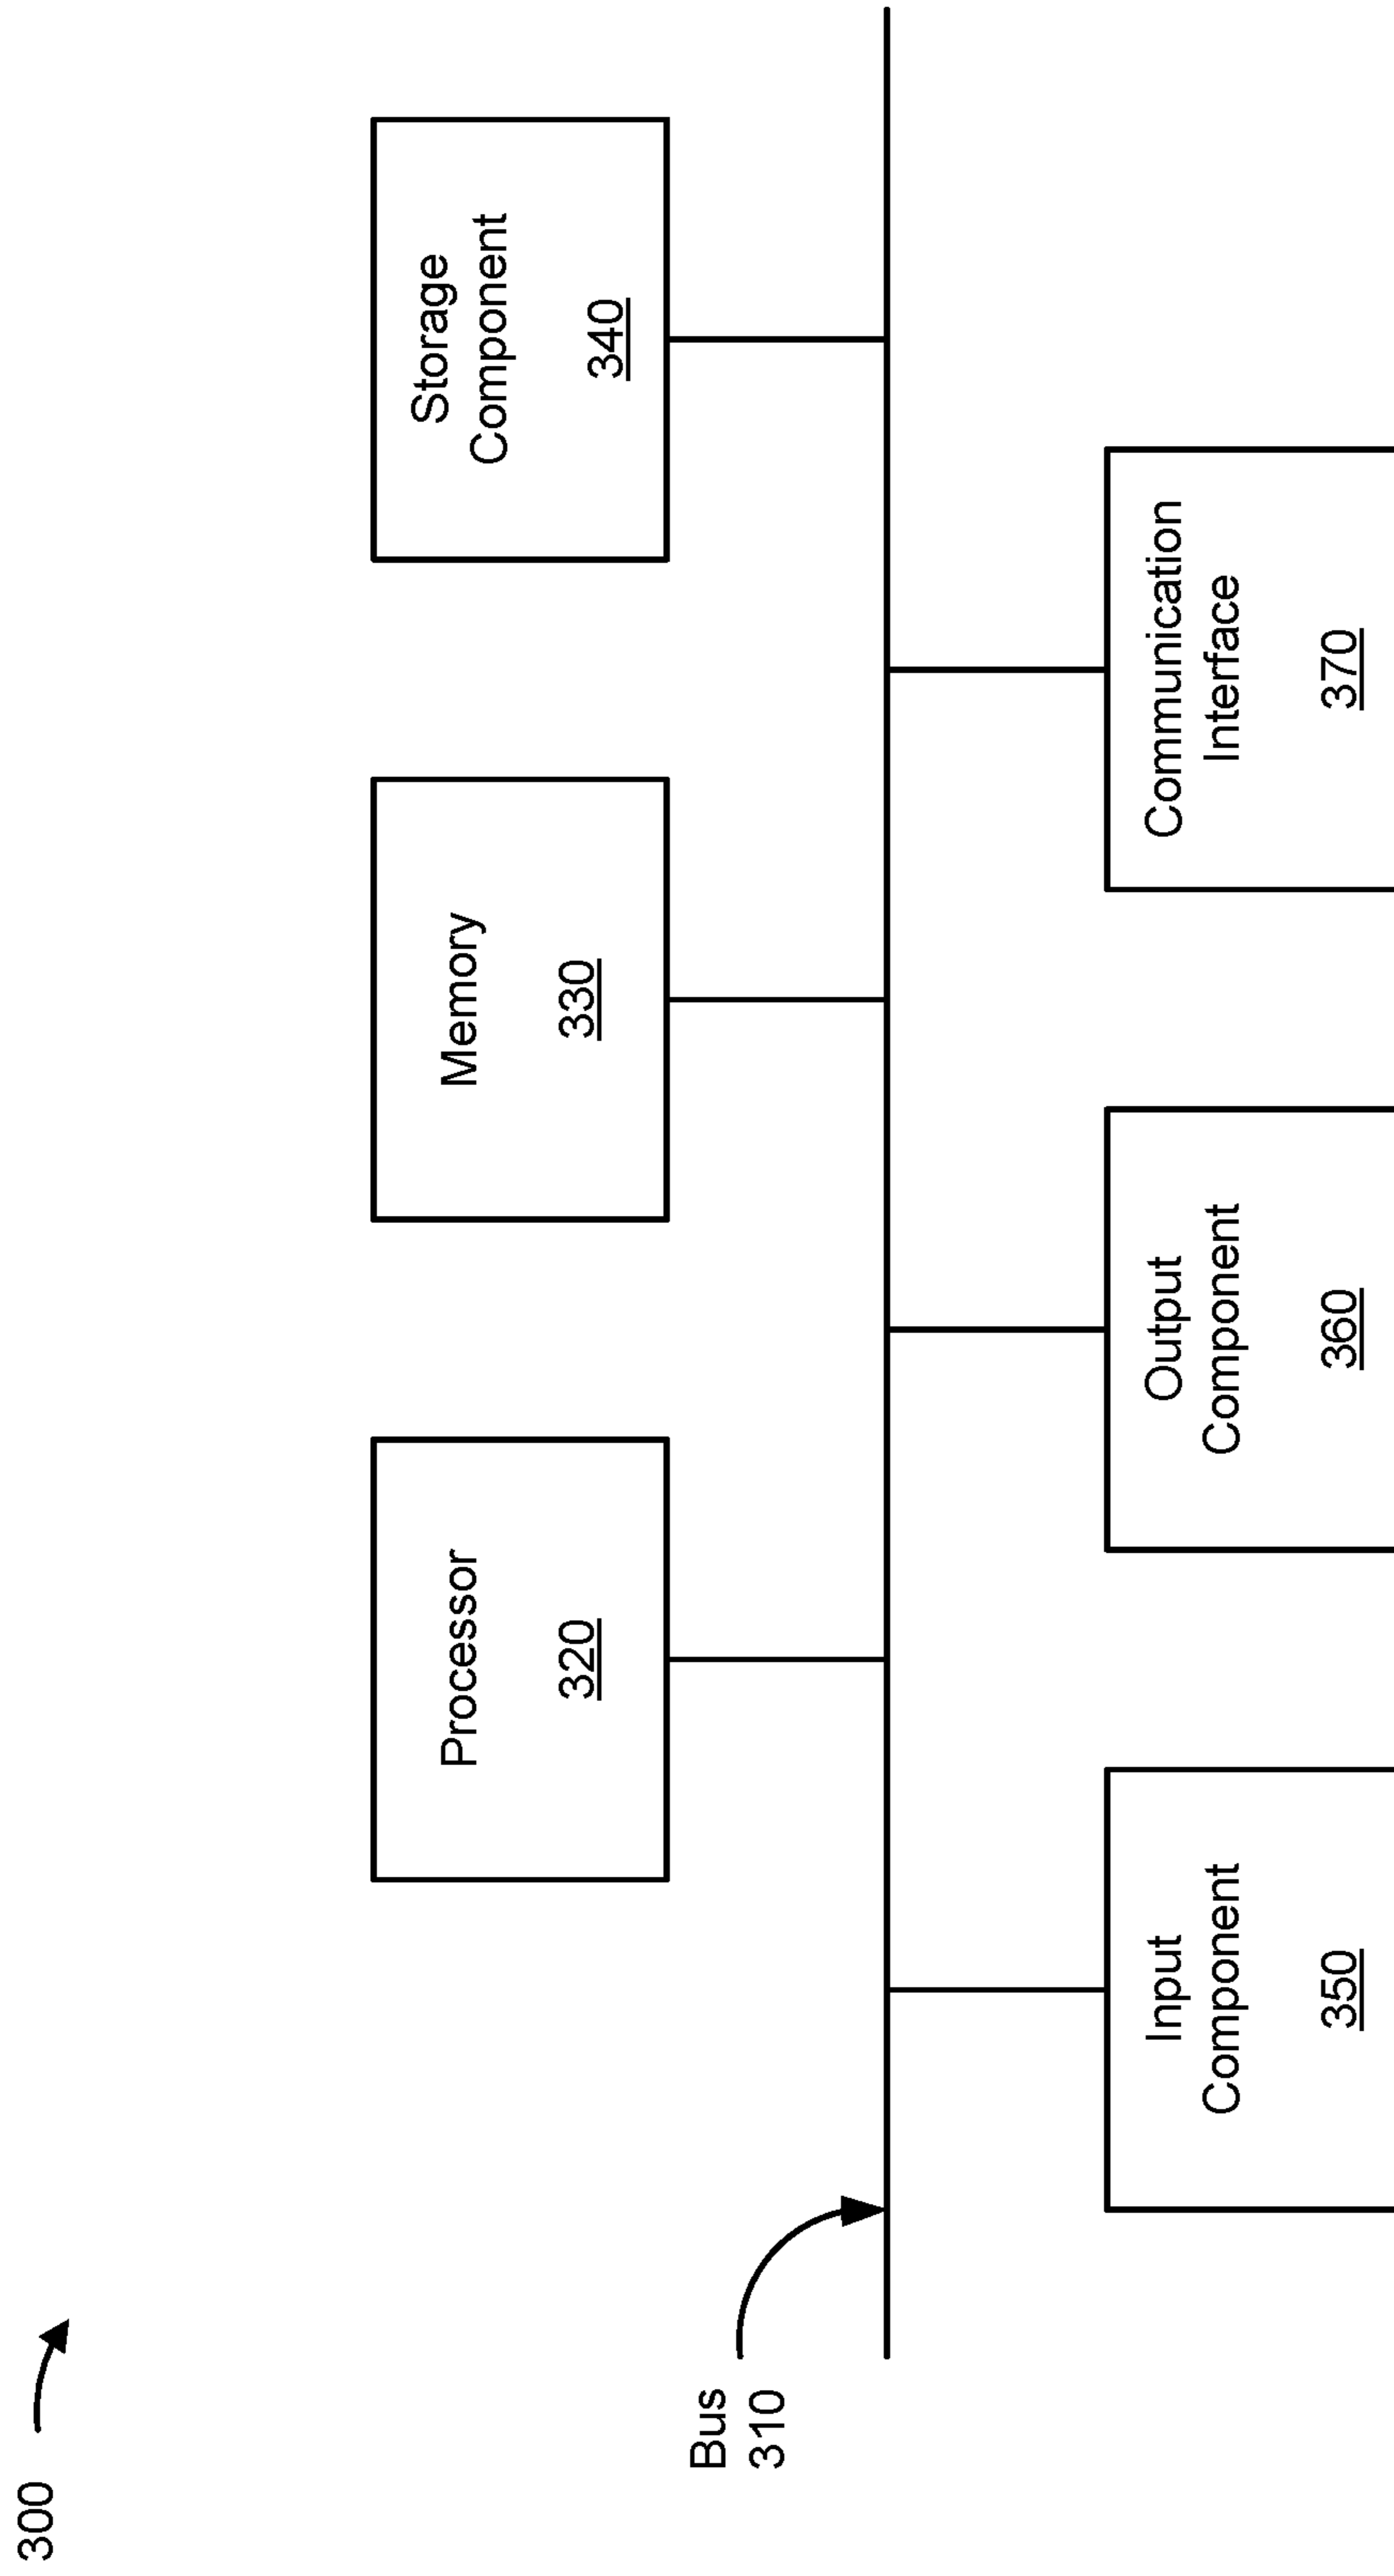 300
Processor
320
Memory
330
Storage
Component
340
Bus
310
Input
Component
350
Output
Component
360
Communication
Interface
370